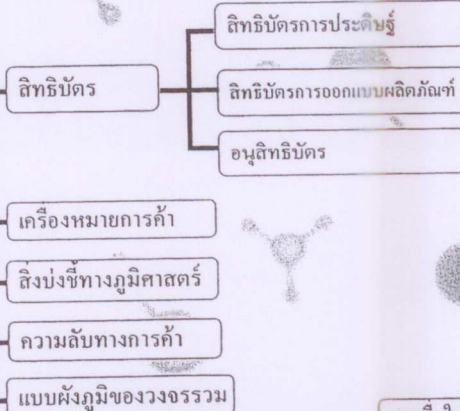 สิทธิบัตรการประดิษฐ์
สิทธิบัตร
สิทธิบัตรการออกแบบผลิตภัณฑ์
อนุสิทธิบัตร
เครื่องหมายการค้า
สิ่งบ่งชี้ทางภูมิศาสตร์
ความลับทางการค้า
แบบผังภูมิของวงจรรวม